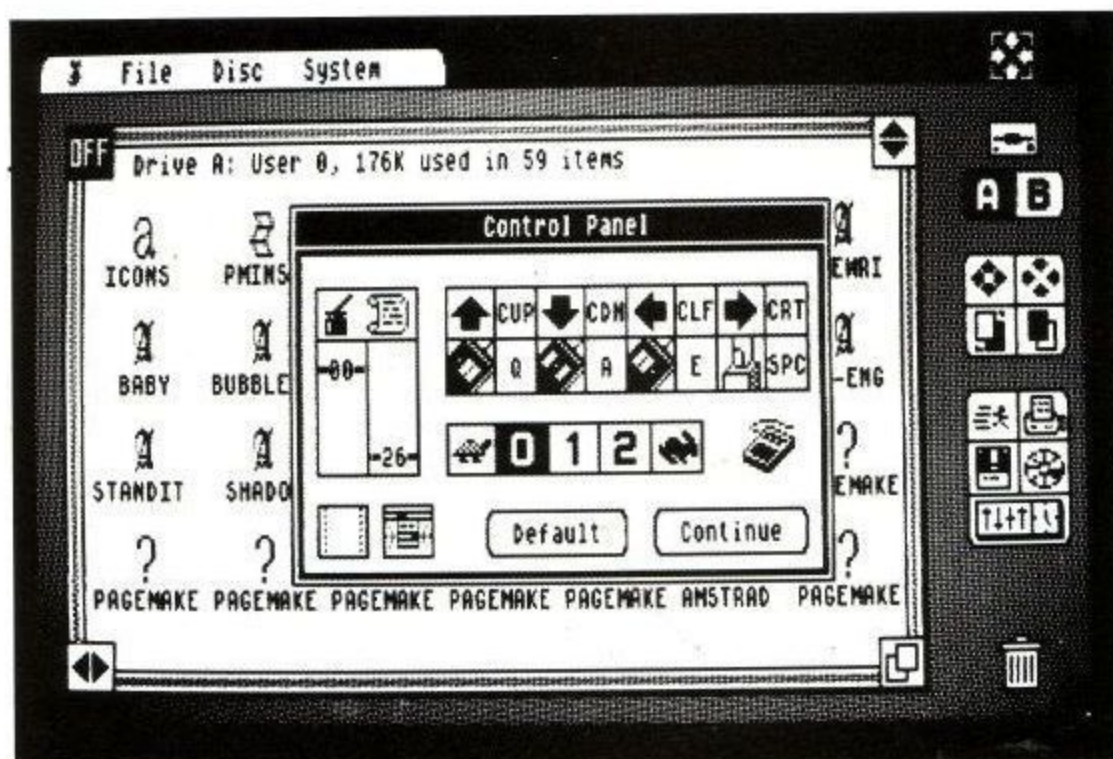 File Disc System
OFF
Drive A: User 0, 176K used in 59 items
A B
Control Panel
ICONS PMINS EWRI
CUP CDN CLF CRT
Q A E SPC
BABY BUBBLE -ENG
00
26
0 1 2
STANDIT SHADO EMAKE
Default Continue
PAGEMAKE PAGEMAKE PAGEMAKE PAGEMAKE PAGEMAKE AMSTRAD PAGEMAKE